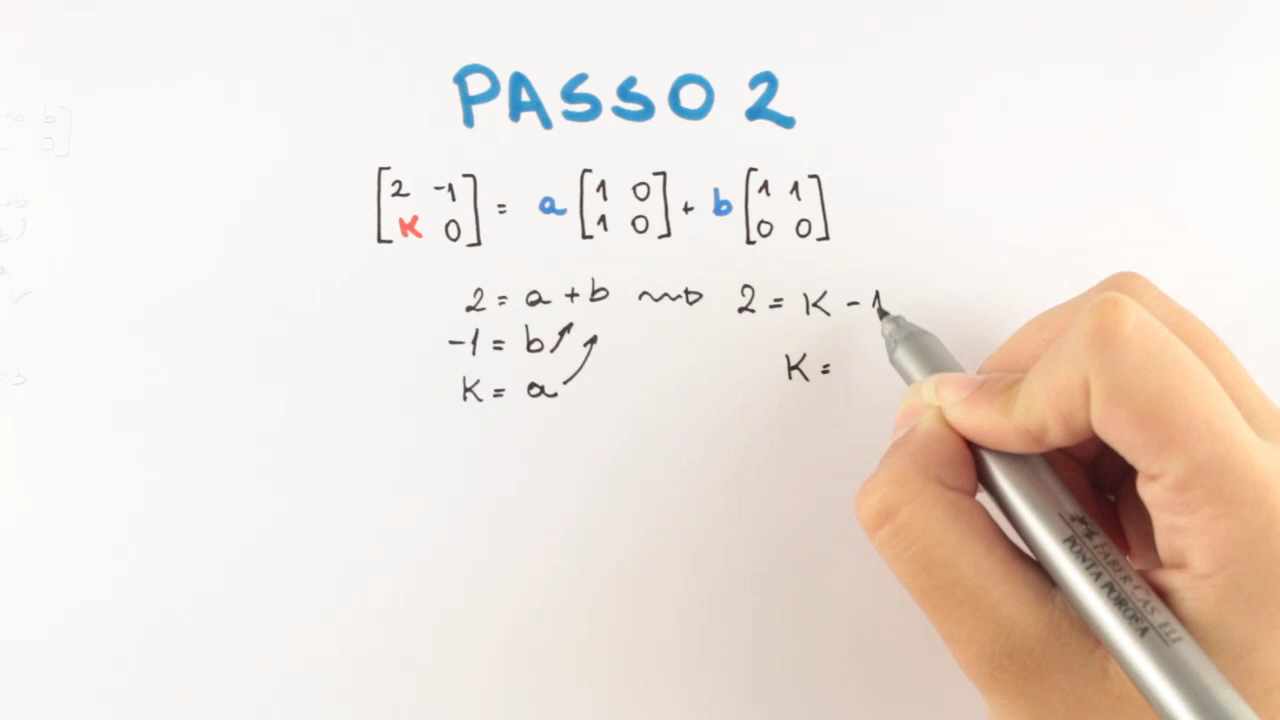 PASSO 2
[2 -1; K 0] = a [1 0; 1 0] + b [1 1; 0 0]
2 = a + b ⇝ 2 = K - 1
-1 = b
K = a
K =
FABER-CASTELL
PONTA POROSA